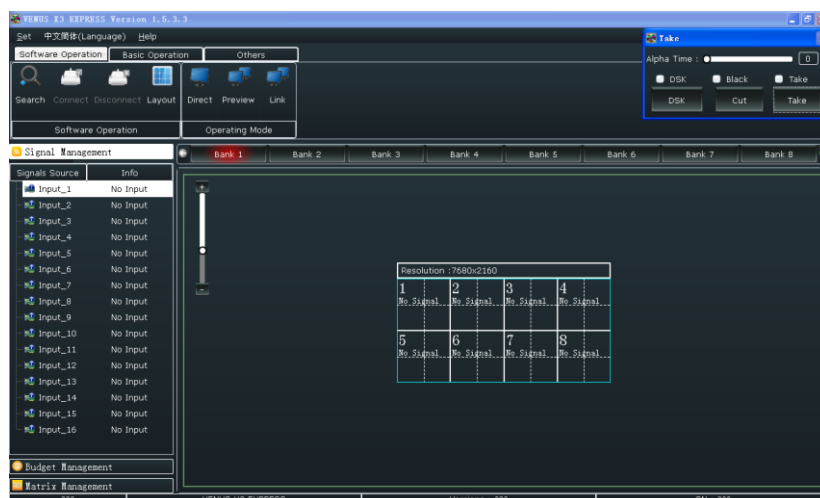 VENUS X3 EXPRESS Version 1.5.3.3
Set 中文简体(Language) Help
Take
Software Operation Basic Operation Others
Alpha Time : 0
DSK Black Take
DSK Cut Take
Search Connect Disconnect Layout Direct Preview Link
Software Operation Operating Mode
Signal Management
Bank 1 Bank 2 Bank 3 Bank 4 Bank 5 Bank 6 Bank 7 Bank 8
Signals Source Info
Input_1 No Input
Input_2 No Input
Input_3 No Input
Input_4 No Input
Input_5 No Input
Input_6 No Input
Input_7 No Input
Input_8 No Input
Input_9 No Input
Input_10 No Input
Input_11 No Input
Input_12 No Input
Input_13 No Input
Input_14 No Input
Input_15 No Input
Input_16 No Input
Resolution :7680x2160
1 2 3 4
No Signal No Signal No Signal No Signal
5 6 7 8
No Signal No Signal No Signal No Signal
Budget Management
Matrix Management